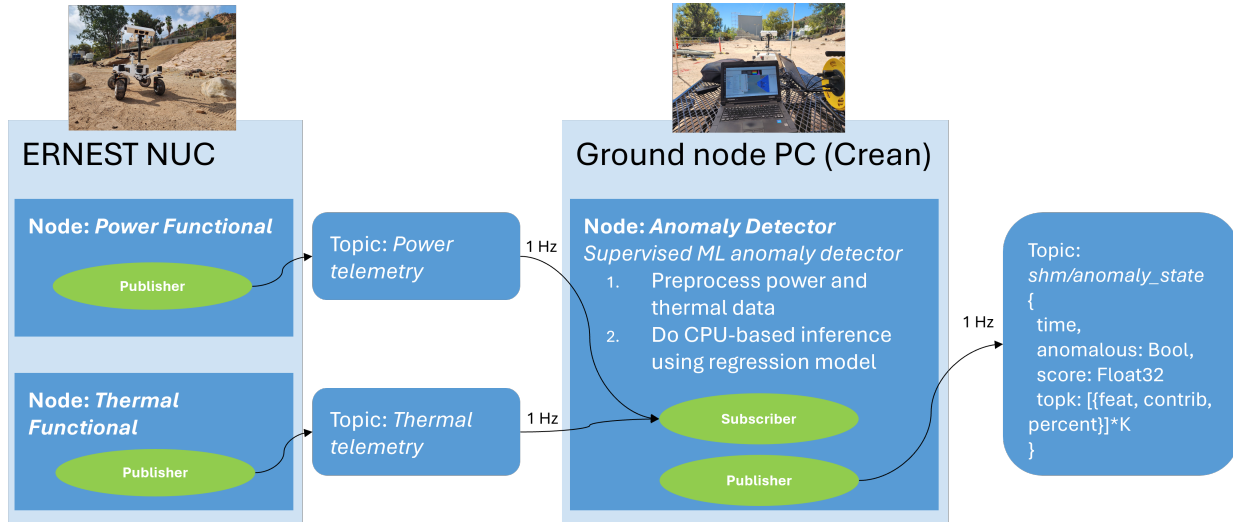 ERNEST NUC
Node: Power Functional
Publisher
Node: Thermal
Functional
Publisher
Topic: Power
telemetry
1 Hz
Topic: Thermal
telemetry
1 Hz
Ground node PC (Crean)
Node: Anomaly Detector
Supervised ML anomaly detector
1. Preprocess power and
thermal data
2. Do CPU-based inference
using regression model
Subscriber
Publisher
1 Hz
Topic:
shm/anomaly_state
{
time,
anomalous: Bool,
score: Float32
topk: [{feat, contrib,
percent}]*K
}